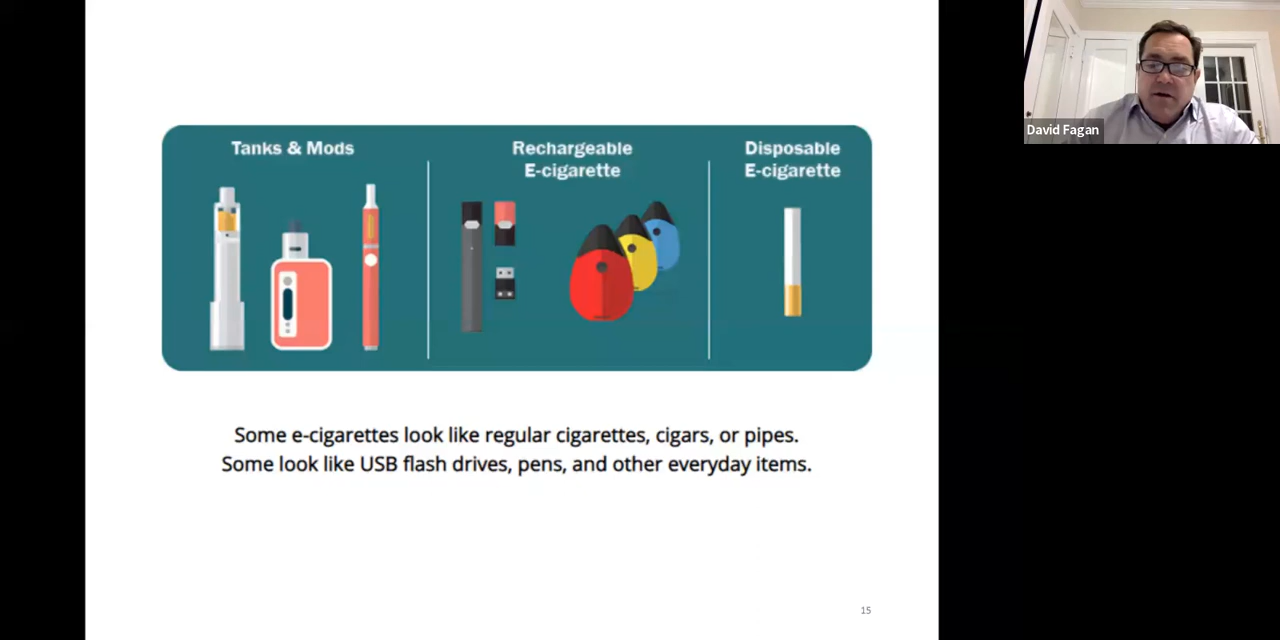 Tanks & Mods
Rechargeable
E-cigarette
Disposable
E-cigarette
Some e-cigarettes look like regular cigarettes, cigars, or pipes.
Some look like USB flash drives, pens, and other everyday items.
15
David Fagan